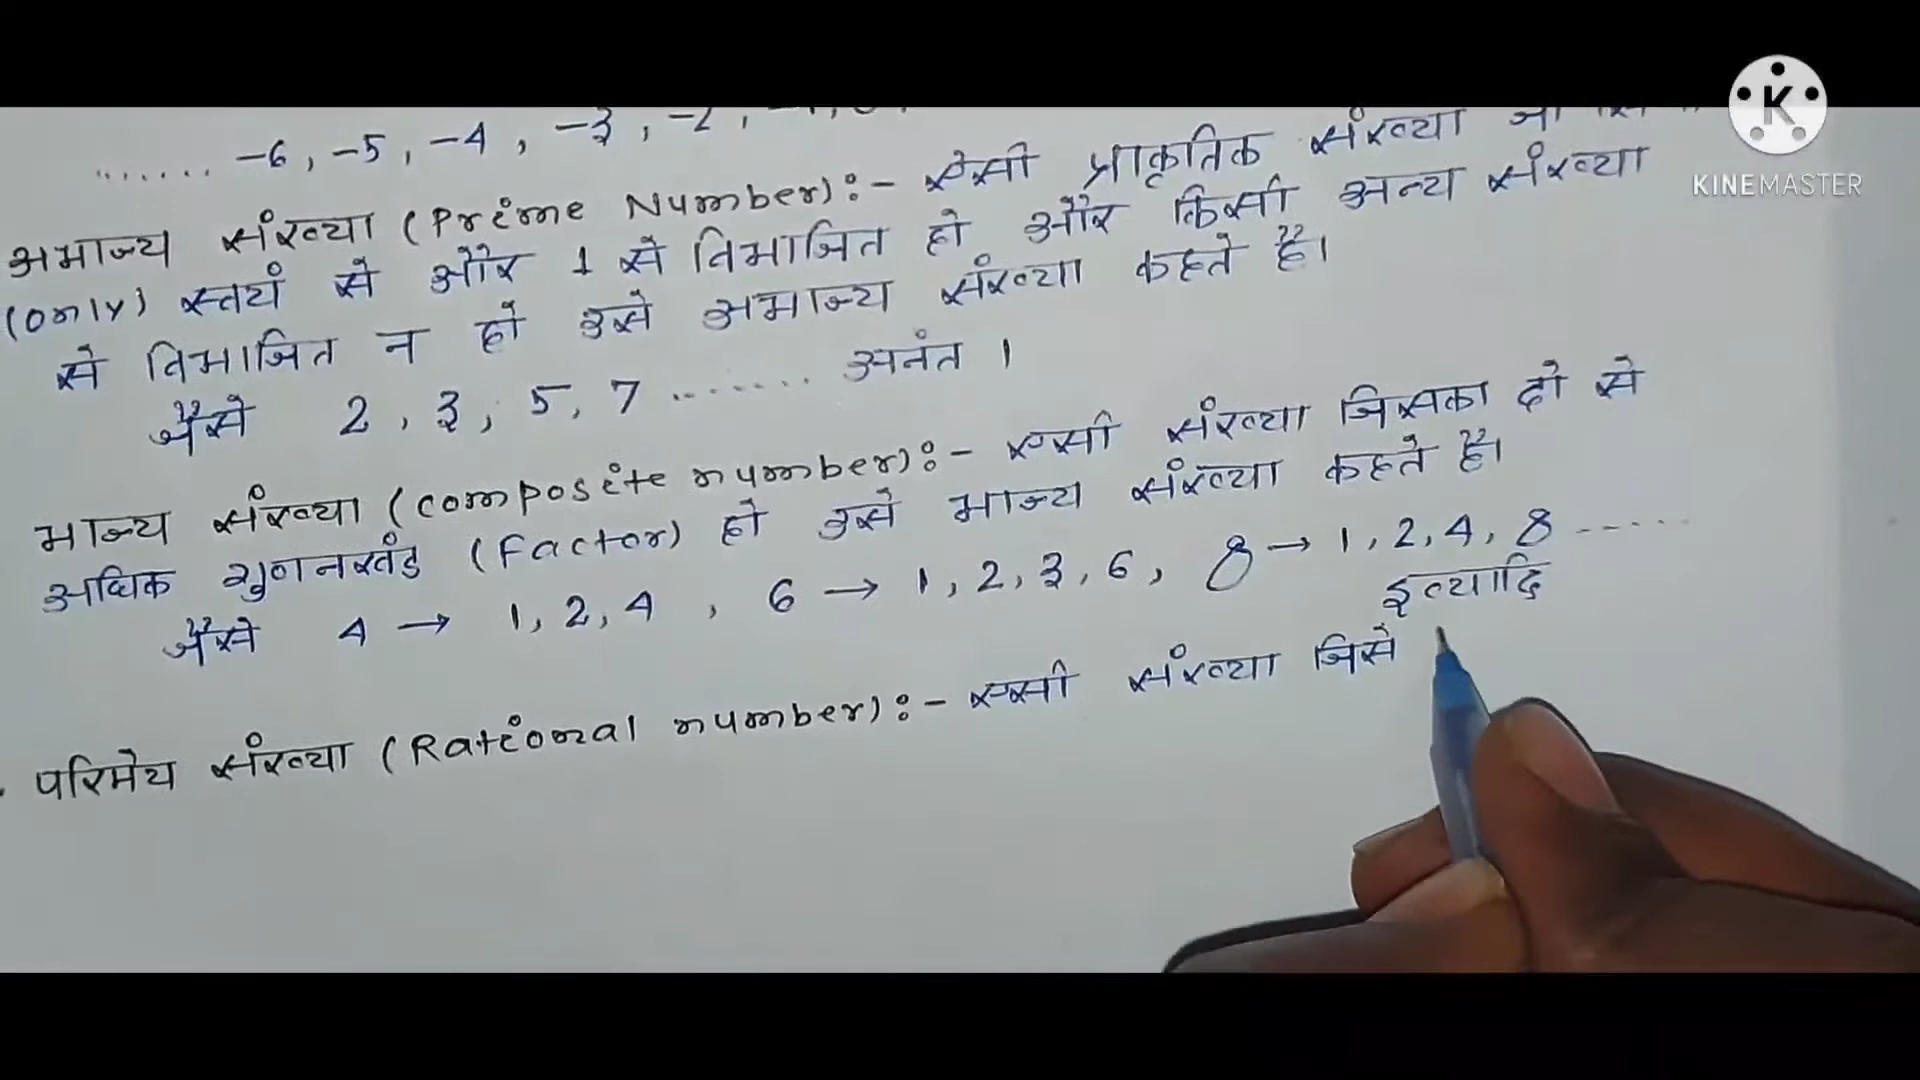 ....... -6, -5, -4, -3, -2,
अभाज्य संख्या (Prime Number):- ऐसी प्राकृतिक संख्या जो
(only) स्वयं से और 1 से विभाजित हो और किसी अन्य संख्या
से विभाजित न हो उसे अभाज्य संख्या कहते हैं।
जैसे 2, 3, 5, 7 ....... अनंत ।
भाज्य संख्या (composite number):- एसी संख्या जिसका दो से
अधिक गुणनखंड (Factor) हो उसे भाज्य संख्या कहते हैं।
जैसे 4 → 1, 2, 4 , 6 → 1, 2, 3, 6, 8 → 1, 2, 4, 8 -----
इत्यादि
. परिमेय संख्या (Rational number):- एसी संख्या जिसे
K
KINEMASTER